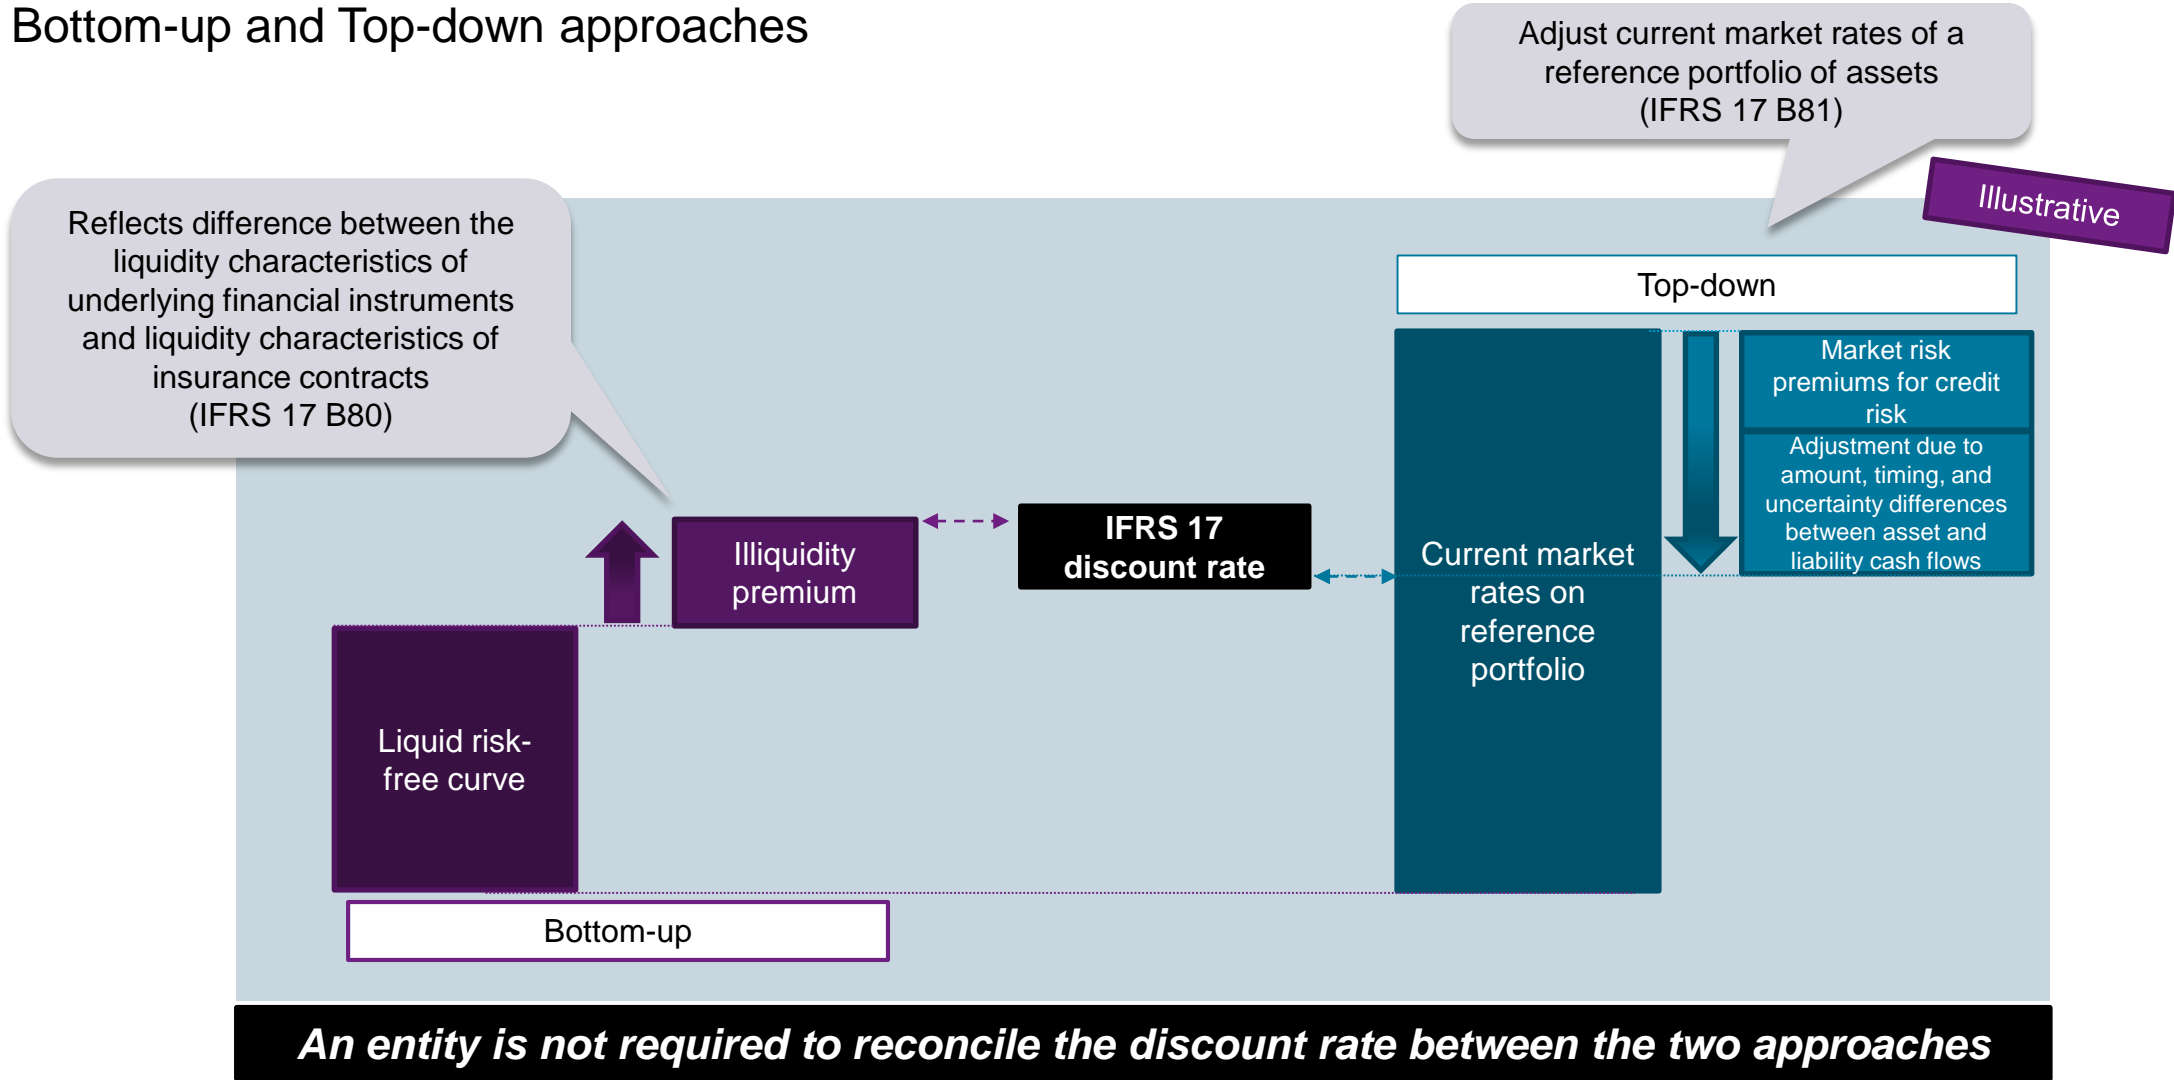 Bottom-up and Top-down approaches
Adjust current market rates of a
reference portfolio of assets
(IFRS 17 B81)
Illustrative
Reflects difference between the
liquidity characteristics of
underlying financial instruments
and liquidity characteristics of
insurance contracts
(IFRS 17 B80)
Top-down
Market risk
premiums for credit
risk
Adjustment due to
amount, timing, and
uncertainty differences
between asset and
liability cash flows
Illiquidity
premium
IFRS 17
discount rate
Current market
rates on
reference
portfolio
Liquid risk-
free curve
Bottom-up
An entity is not required to reconcile the discount rate between the two approaches